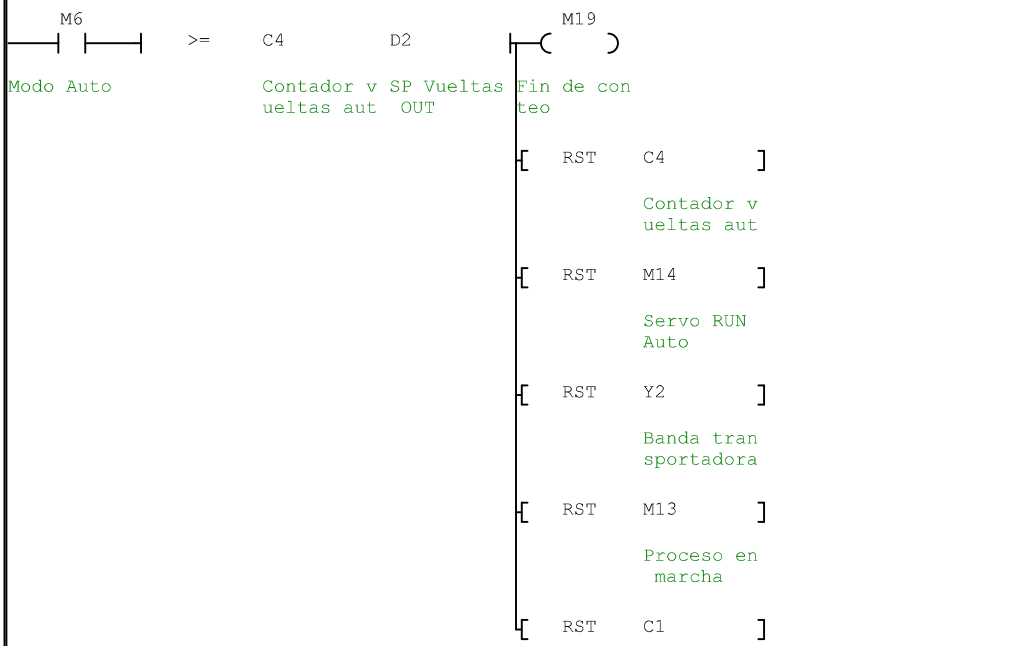 M6 M19
>= C4 D2
Modo Auto Contador v SP Vueltas Fin de con
ueltas aut OUT teo
RST C4
Contador v
ueltas aut
RST M14
Servo RUN
Auto
RST Y2
Banda tran
sportadora
RST M13
Proceso en
marcha
RST C1